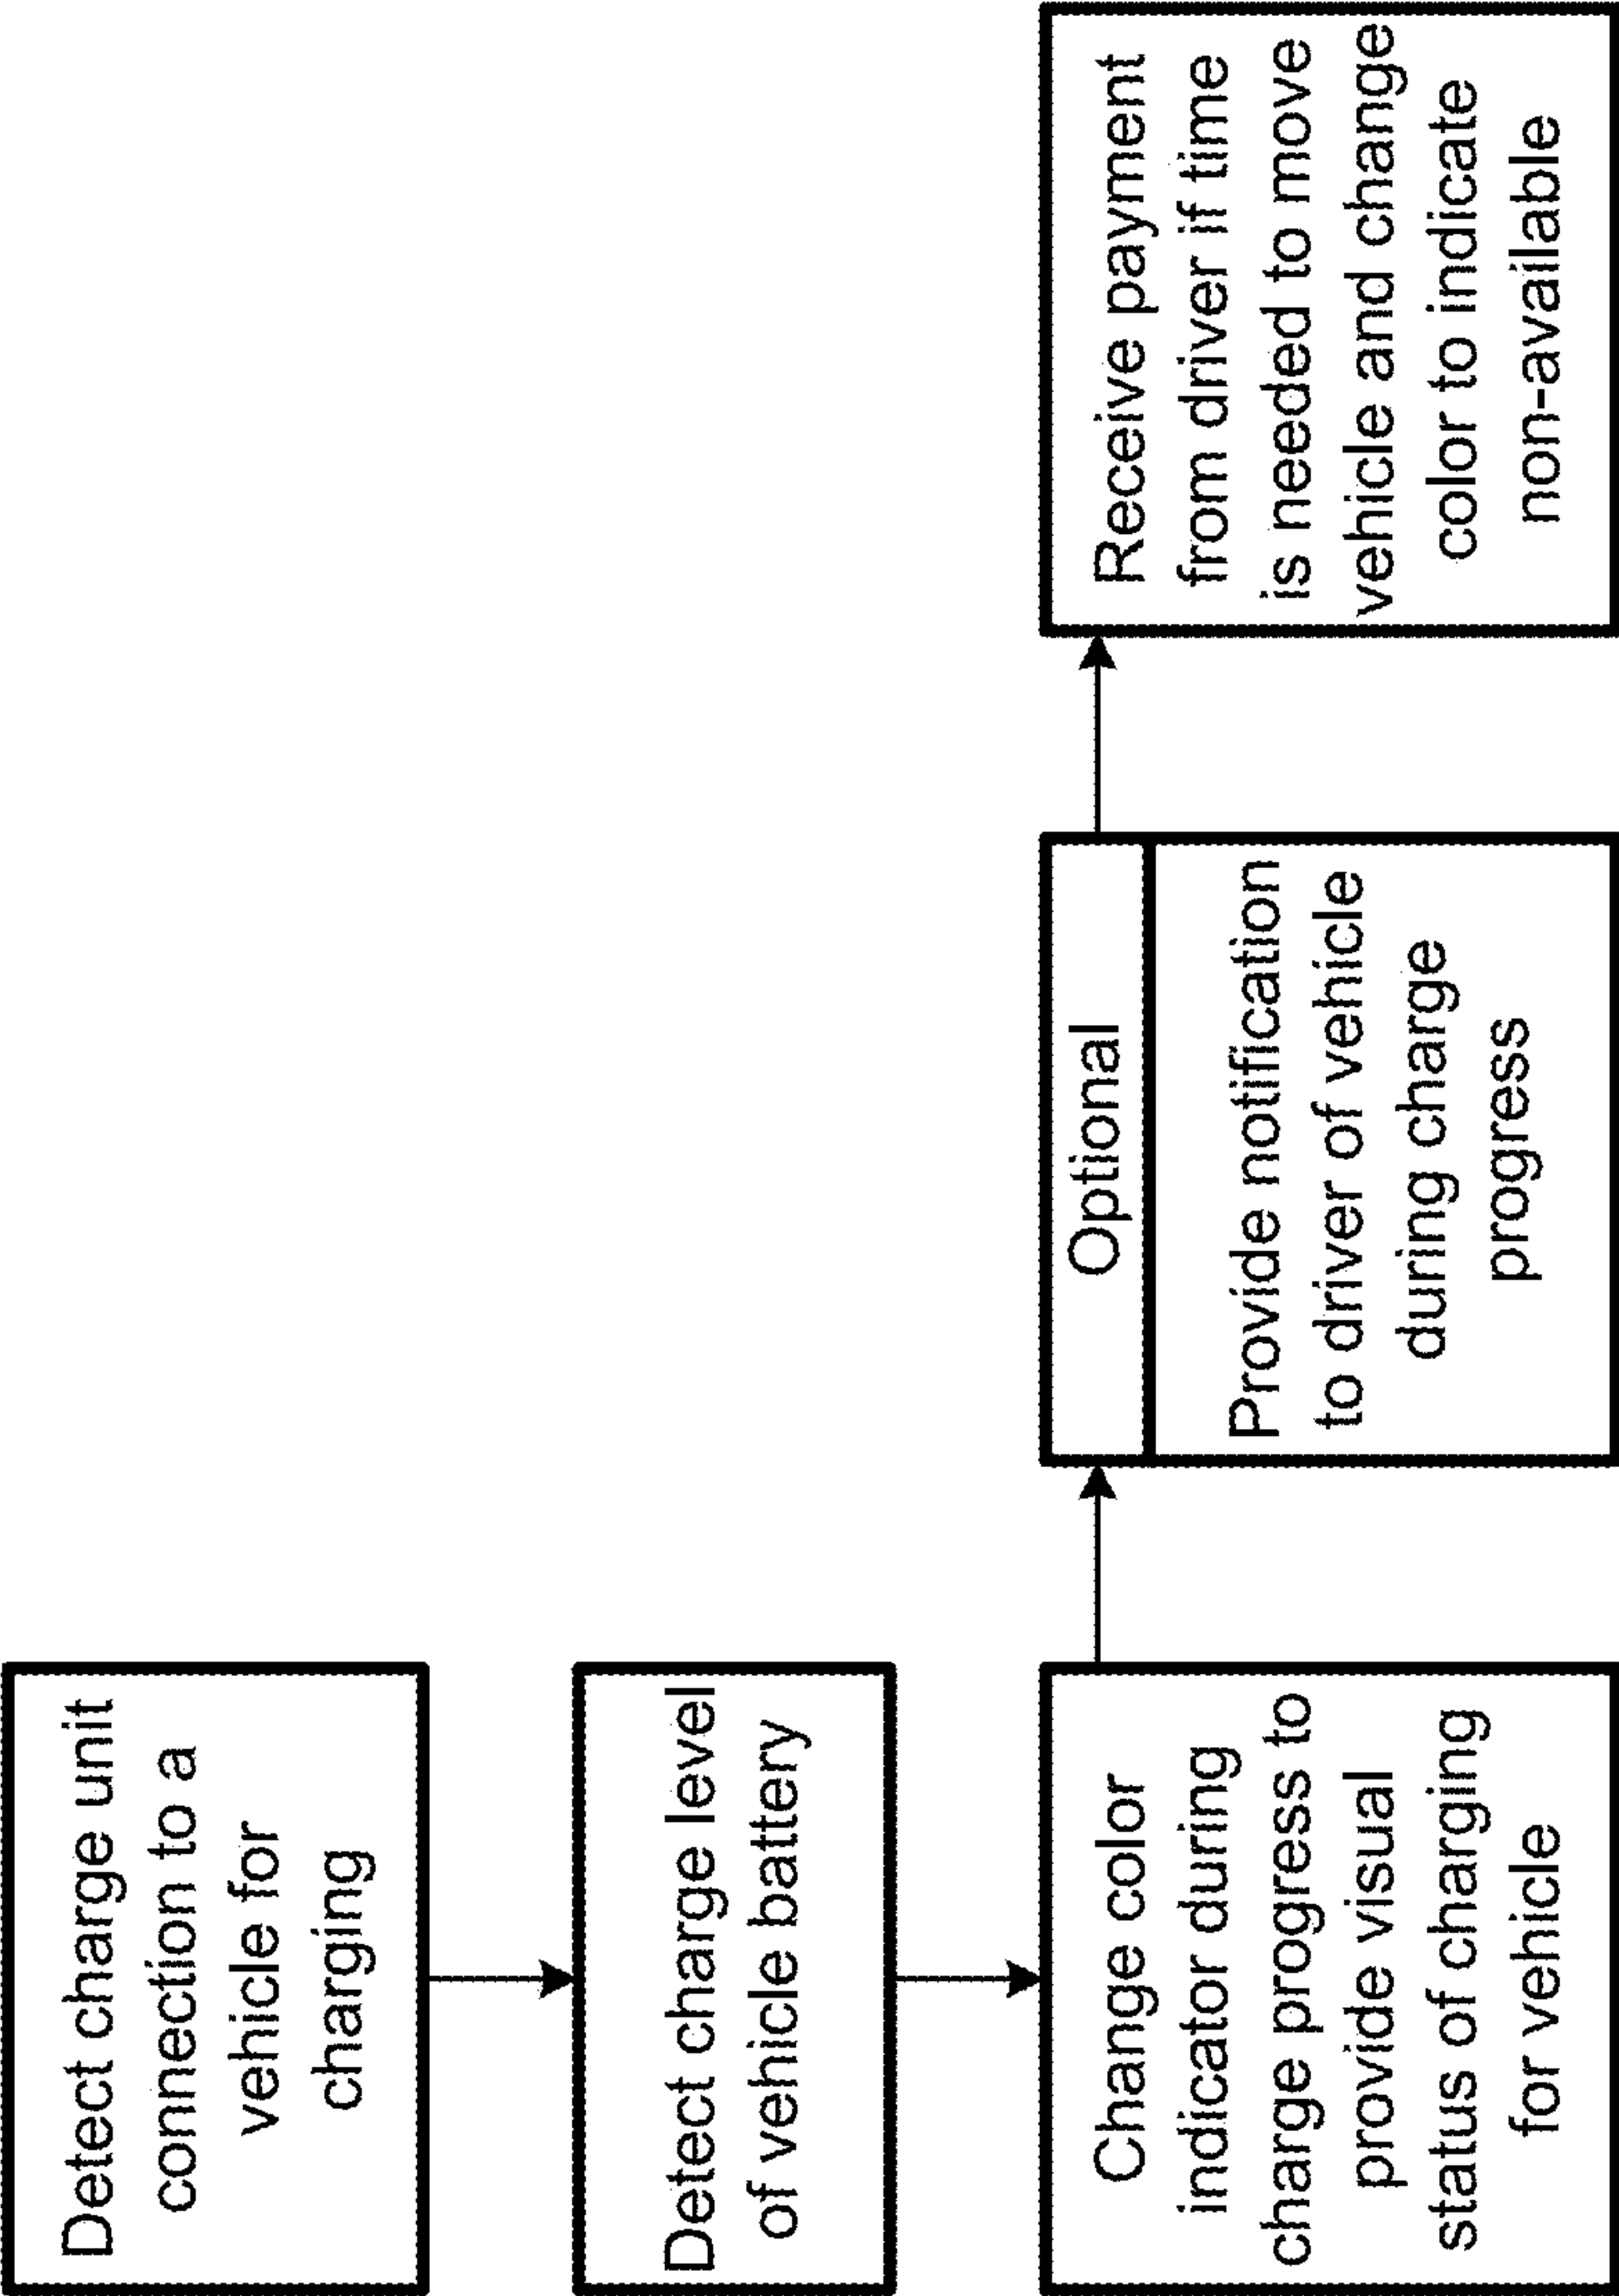 Detect charge unit
connection to a
vehicle for
charging
Detect charge level
of vehicle battery
Change color
indicator during
charge progress to
provide visual
status of charging
for vehicle
Optional
Provide notification
to driver of vehicle
during charge
progress
Receive payment
from driver if time
is needed to move
vehicle and change
color to indicate
non-available